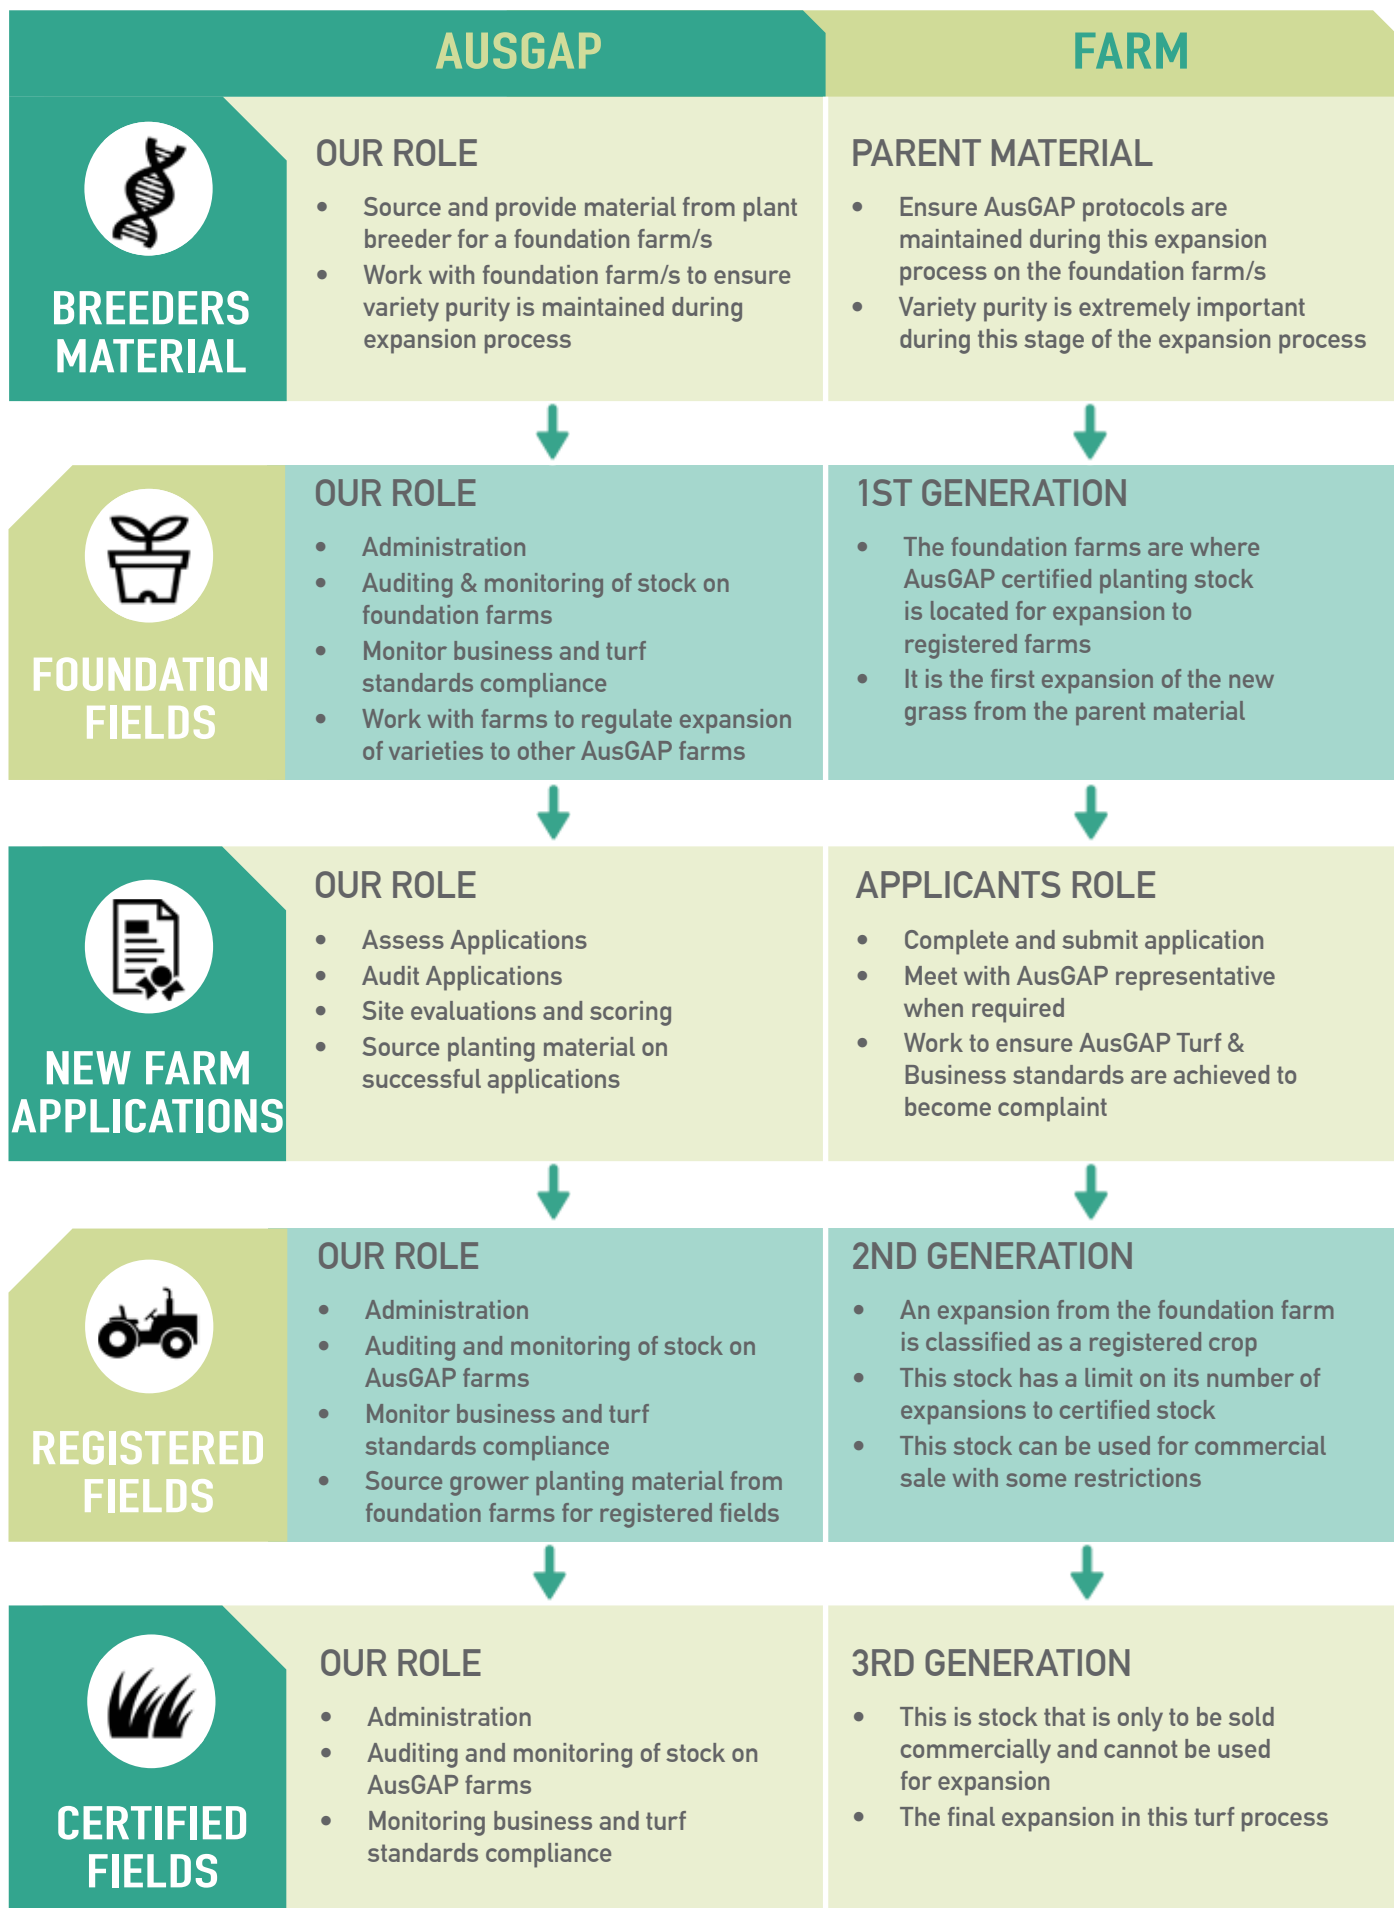 AUSGAP
FARM
BREEDERS
MATERIAL
OUR ROLE
• Source and provide material from plant
breeder for a foundation farm/s
• Work with foundation farm/s to ensure
variety purity is maintained during
expansion process
PARENT MATERIAL
• Ensure AusGAP protocols are
maintained during this expansion
process on the foundation farm/s
• Variety purity is extremely important
during this stage of the expansion process
FOUNDATION
FIELDS
OUR ROLE
• Administration
• Auditing & monitoring of stock on
foundation farms
• Monitor business and turf
standards compliance
• Work with farms to regulate expansion
of varieties to other AusGAP farms
1ST GENERATION
• The foundation farms are where
AusGAP certified planting stock
is located for expansion to
registered farms
• It is the first expansion of the new
grass from the parent material
NEW FARM
APPLICATIONS
OUR ROLE
• Assess Applications
• Audit Applications
• Site evaluations and scoring
• Source planting material on
successful applications
APPLICANTS ROLE
• Complete and submit application
• Meet with AusGAP representative
when required
• Work to ensure AusGAP Turf &
Business standards are achieved to
become complaint
REGISTERED
FIELDS
OUR ROLE
• Administration
• Auditing and monitoring of stock on
AusGAP farms
• Monitor business and turf
standards compliance
• Source grower planting material from
foundation farms for registered fields
2ND GENERATION
• An expansion from the foundation farm
is classified as a registered crop
• This stock has a limit on its number of
expansions to certified stock
• This stock can be used for commercial
sale with some restrictions
CERTIFIED
FIELDS
OUR ROLE
• Administration
• Auditing and monitoring of stock on
AusGAP farms
• Monitoring business and turf
standards compliance
3RD GENERATION
• This is stock that is only to be sold
commercially and cannot be used
for expansion
• The final expansion in this turf process